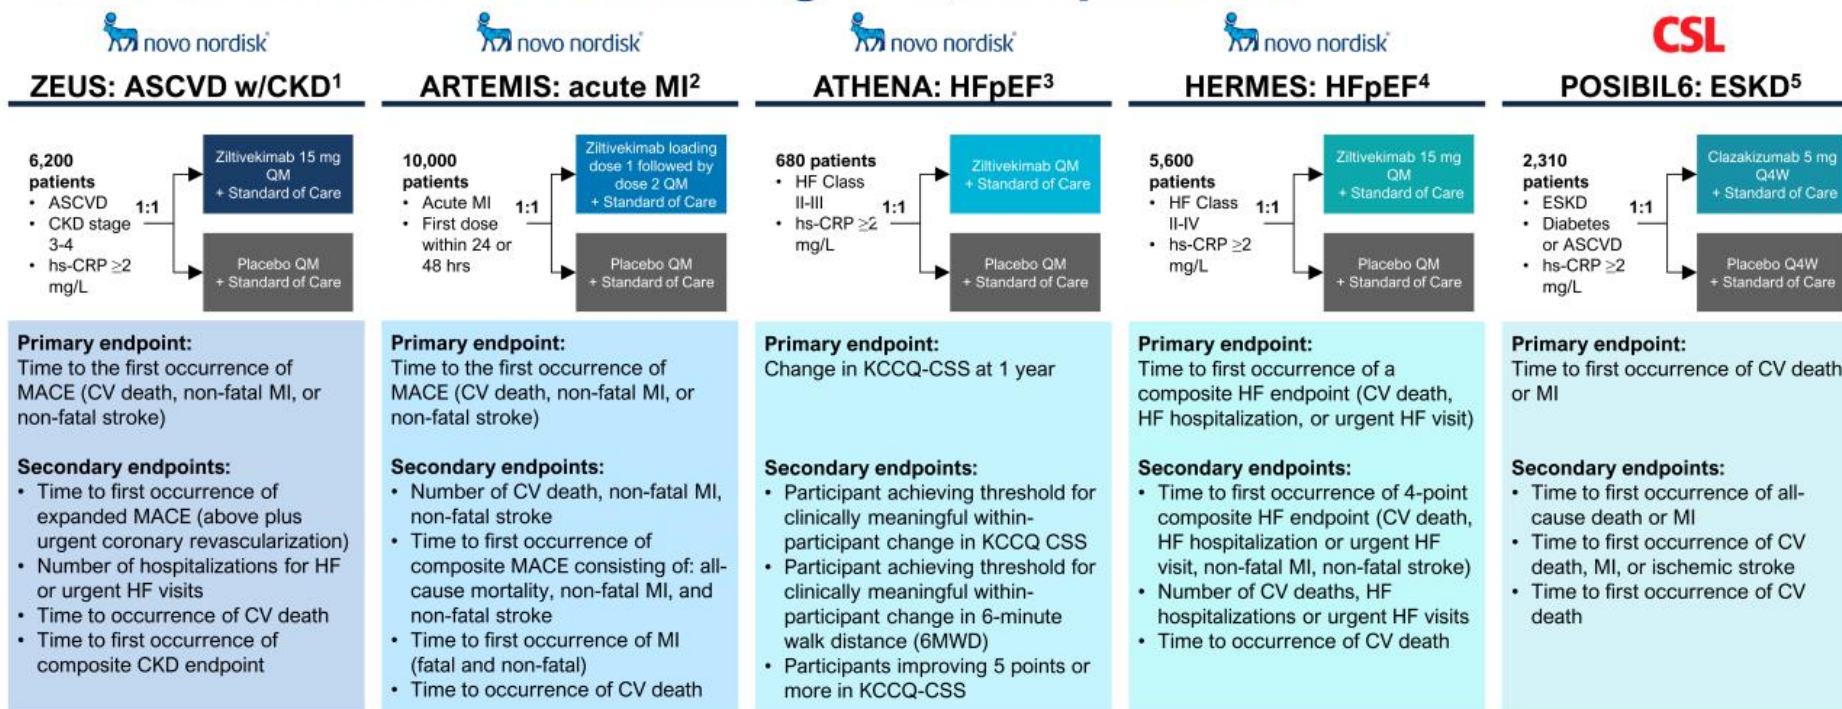 novo nordisk
ZEUS: ASCVD w/CKD1
6,200
patients
• ASCVD
• CKD stage
3-4
• hs-CRP ≥2
mg/L
1:1
Ziltivekimab 15 mg
QM
+ Standard of Care
Placebo QM
+ Standard of Care
Primary endpoint:
Time to the first occurrence of
MACE (CV death, non-fatal MI, or
non-fatal stroke)
Secondary endpoints:
• Time to first occurrence of
expanded MACE (above plus
urgent coronary revascularization)
• Number of hospitalizations for HF
or urgent HF visits
• Time to occurrence of CV death
• Time to first occurrence of
composite CKD endpoint
novo nordisk
ARTEMIS: acute MI2
10,000
patients
• Acute MI
• First dose
within 24 or
48 hrs
1:1
Ziltivekimab loading
dose 1 followed by
dose 2 QM
+ Standard of Care
Placebo QM
+ Standard of Care
Primary endpoint:
Time to the first occurrence of
MACE (CV death, non-fatal MI, or
non-fatal stroke)
Secondary endpoints:
• Number of CV death, non-fatal MI,
non-fatal stroke
• Time to first occurrence of
composite MACE consisting of: all-
cause mortality, non-fatal MI, and
non-fatal stroke
• Time to first occurrence of MI
(fatal and non-fatal)
• Time to occurrence of CV death
novo nordisk
ATHENA: HFpEF3
680 patients
• HF Class
II-III
• hs-CRP ≥2
mg/L
1:1
Ziltivekimab QM
+ Standard of Care
Placebo QM
+ Standard of Care
Primary endpoint:
Change in KCCQ-CSS at 1 year
Secondary endpoints:
• Participant achieving threshold for
clinically meaningful within-
participant change in KCCQ CSS
• Participant achieving threshold for
clinically meaningful within-
participant change in 6-minute
walk distance (6MWD)
• Participants improving 5 points or
more in KCCQ-CSS
novo nordisk
HERMES: HFpEF4
5,600
patients
• HF Class
II-IV
• hs-CRP ≥2
mg/L
1:1
Ziltivekimab 15 mg
QM
+ Standard of Care
Placebo QM
+ Standard of Care
Primary endpoint:
Time to first occurrence of a
composite HF endpoint (CV death,
HF hospitalization, or urgent HF visit)
Secondary endpoints:
• Time to first occurrence of 4-point
composite HF endpoint (CV death,
HF hospitalization or urgent HF
visit, non-fatal MI, non-fatal stroke)
• Number of CV deaths, HF
hospitalizations or urgent HF visits
• Time to occurrence of CV death
CSL
POSIBIL6: ESKD5
2,310
patients
• ESKD
• Diabetes
or ASCVD
• hs-CRP ≥2
mg/L
1:1
Clazakizumab 5 mg
Q4W
+ Standard of Care
Placebo Q4W
+ Standard of Care
Primary endpoint:
Time to first occurrence of CV death
or MI
Secondary endpoints:
• Time to first occurrence of all-
cause death or MI
• Time to first occurrence of CV
death, MI, or ischemic stroke
• Time to first occurrence of CV
death